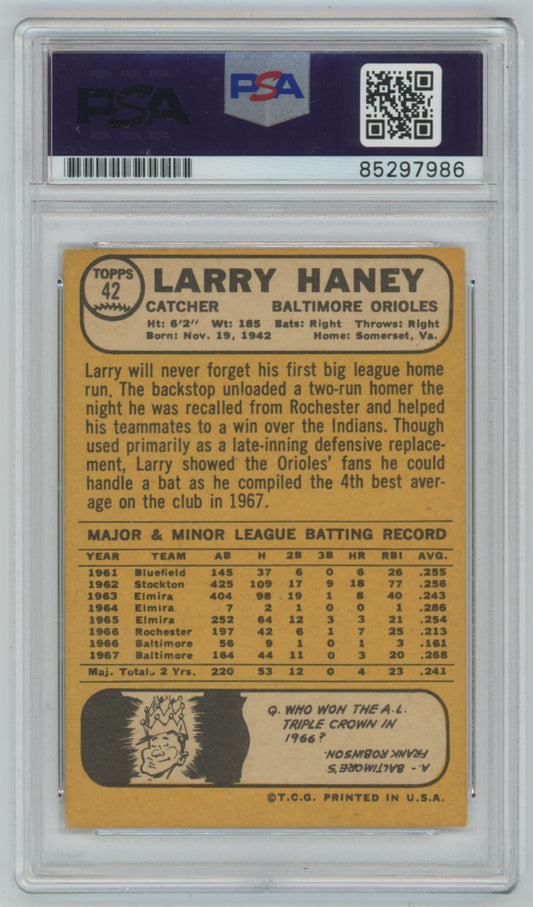 PSA PSA PSA
PSA
PSA
PSA PSA PSA
85297986
TOPPS
42
LARRY HANEY
CATCHER BALTIMORE ORIOLES
Ht: 6'2" Wt: 185 Bats: Right Throws: Right
Born: Nov. 19, 1942 Home: Somerset, Va.
Larry will never forget his first big league home
run. The backstop unloaded a two-run homer the
night he was recalled from Rochester and helped
his teammates to a win over the Indians. Though
used primarily as a late-inning defensive replace-
ment, Larry showed the Orioles' fans he could
handle a bat as he compiled the 4th best aver-
age on the club in 1967.
MAJOR & MINOR LEAGUE BATTING RECORD
YEAR TEAM AB H 2B 3B HR RBI AVG.
1961 Bluefield 145 37 6 0 6 26 .255
1962 Stockton 425 109 17 9 18 77 .256
1963 Elmira 404 98 19 1 8 40 .243
1964 Elmira 7 2 1 0 0 1 .286
1965 Elmira 252 64 12 3 3 21 .254
1966 Rochester 197 42 6 1 7 25 .213
1966 Baltimore 56 9 1 0 1 3 .161
1967 Baltimore 164 44 11 0 3 20 .268
Maj. Totals 2 Yrs. 220 53 12 0 4 23 .241
Q. WHO WON THE A.L.
TRIPLE CROWN IN
1966?
A.- BALTIMORE'S
FRANK ROBINSON.
©T.C.G. PRINTED IN U.S.A.